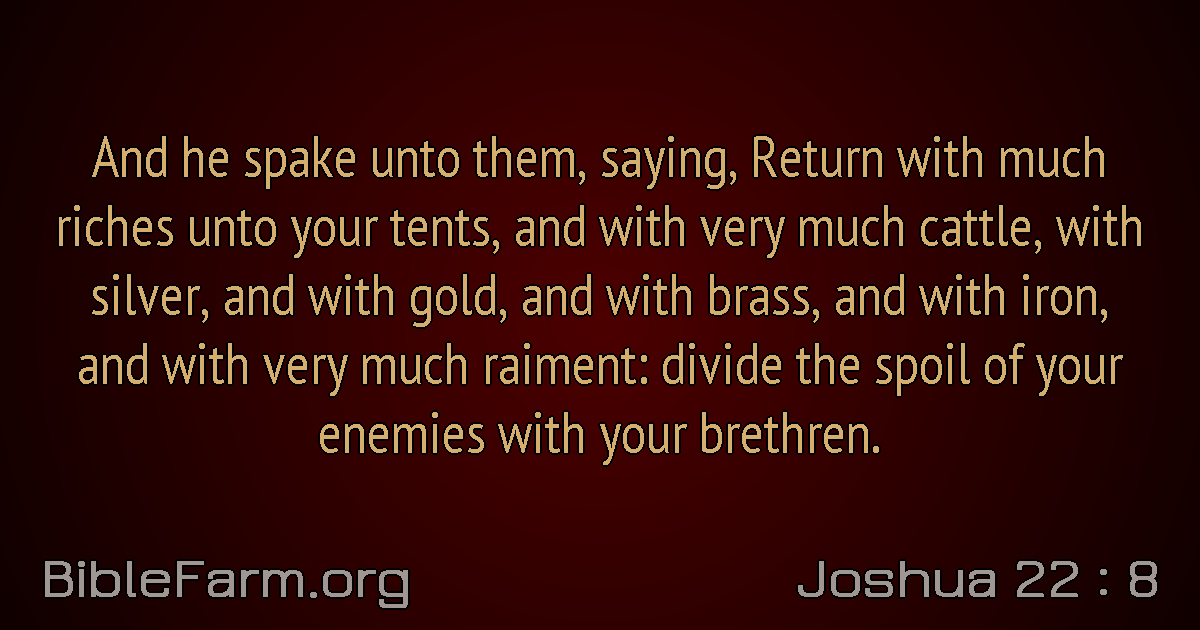 And he spake unto them, saying, Return with much
riches unto your tents, and with very much cattle, with
silver, and with gold, and with brass, and with iron,
and with very much raiment: divide the spoil of your
enemies with your brethren.
BibleFarm.org
Joshua 22 : 8